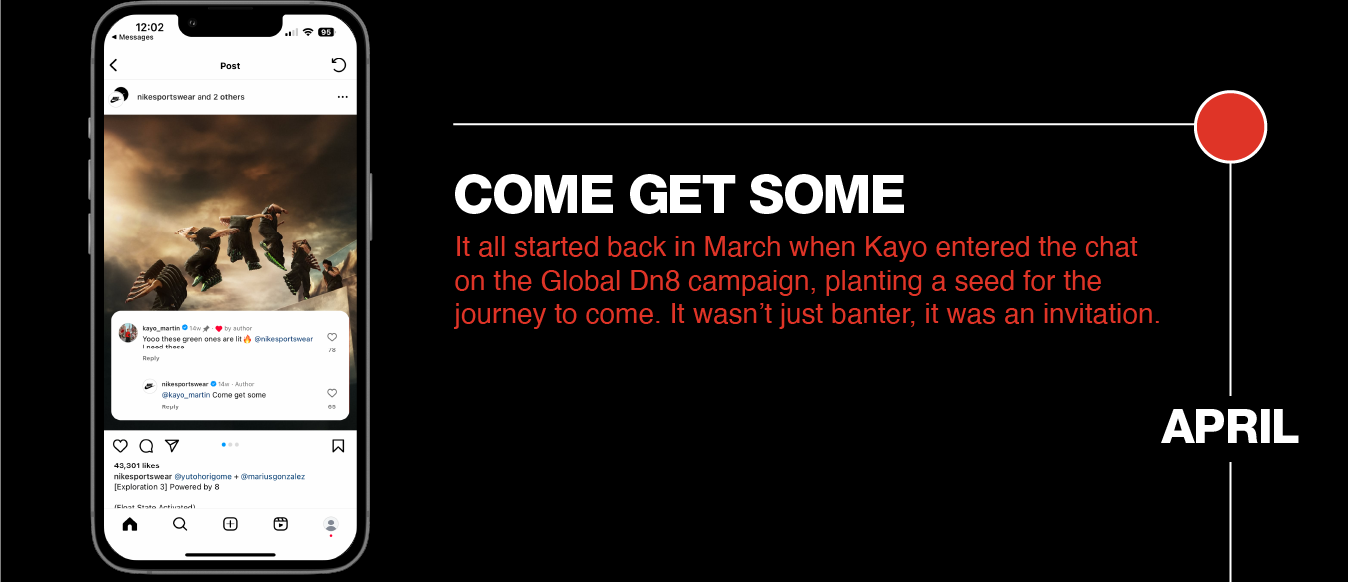 12:02
◀ Messages
95
Post
nikesportswear and 2 others
kayo_martin 14w · ❤️ by author
Yooo these green ones are lit 🔥 @nikesportswear
I need these
78
Reply
nikesportswear 14w · Author
@kayo_martin Come get some
Reply
65
43,301 likes
nikesportswear @yutohorigome + @mariusgonzalez
[Exploration 3] Powered by 8
(Float State Activated)
COME GET SOME
It all started back in March when Kayo entered the chat
on the Global Dn8 campaign, planting a seed for the
journey to come. It wasn’t just banter, it was an invitation.
APRIL